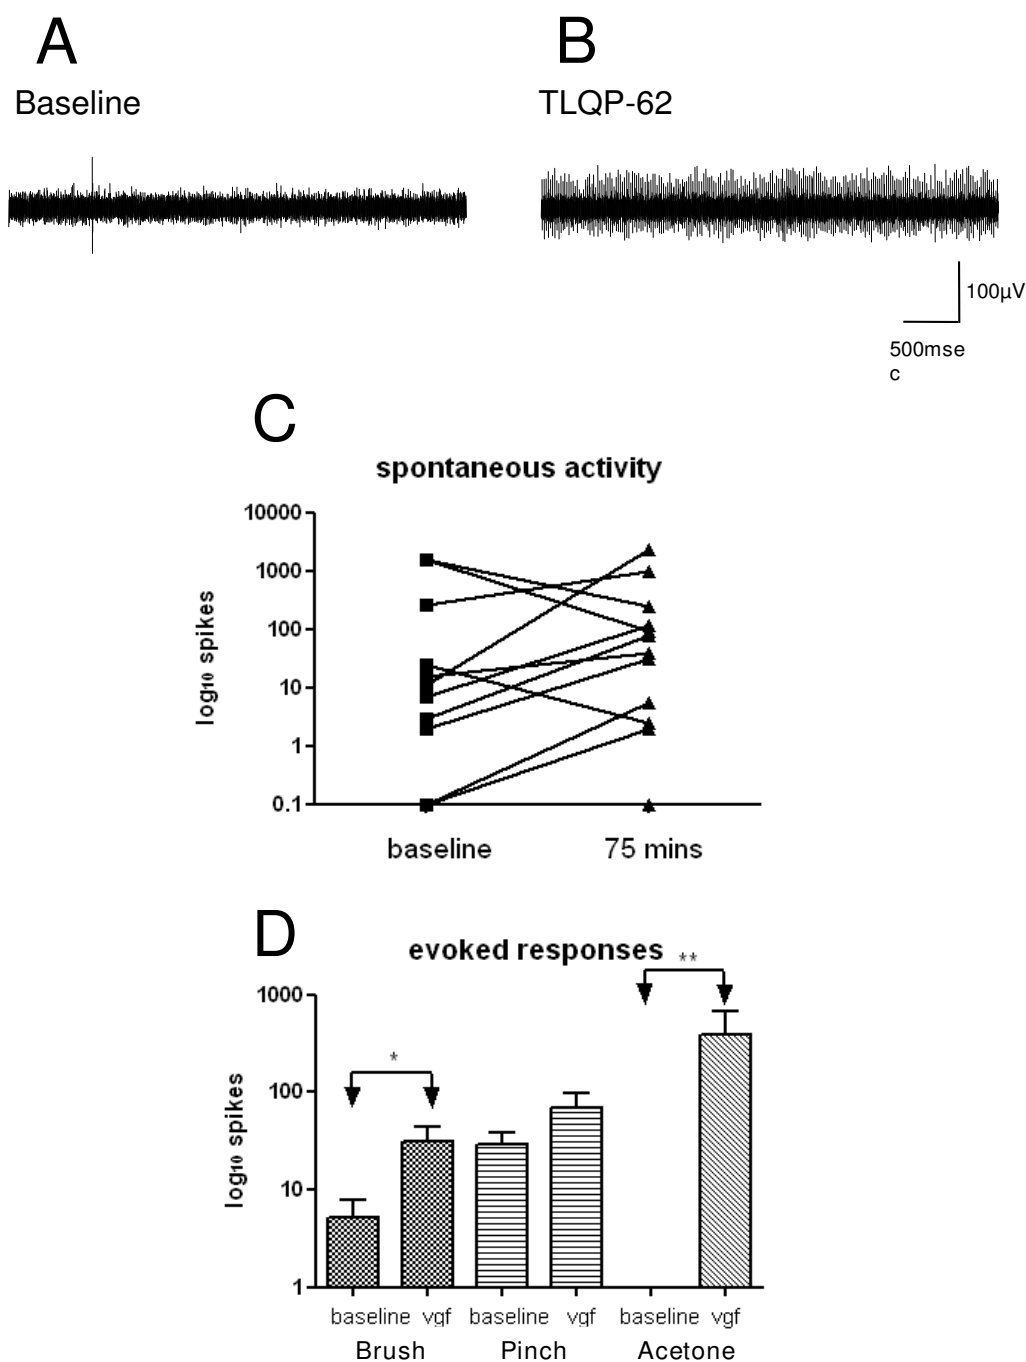 A
B
Baseline
TLQP-62
100µV
500mse
c
C
spontaneous activity
10000
1000
100
10
1
0.1
log10 spikes
baseline
75 mins
D
evoked responses
**
*
1000
100
10
1
log10 spikes
baseline vgf baseline vgf baseline vgf
Brush Pinch Acetone